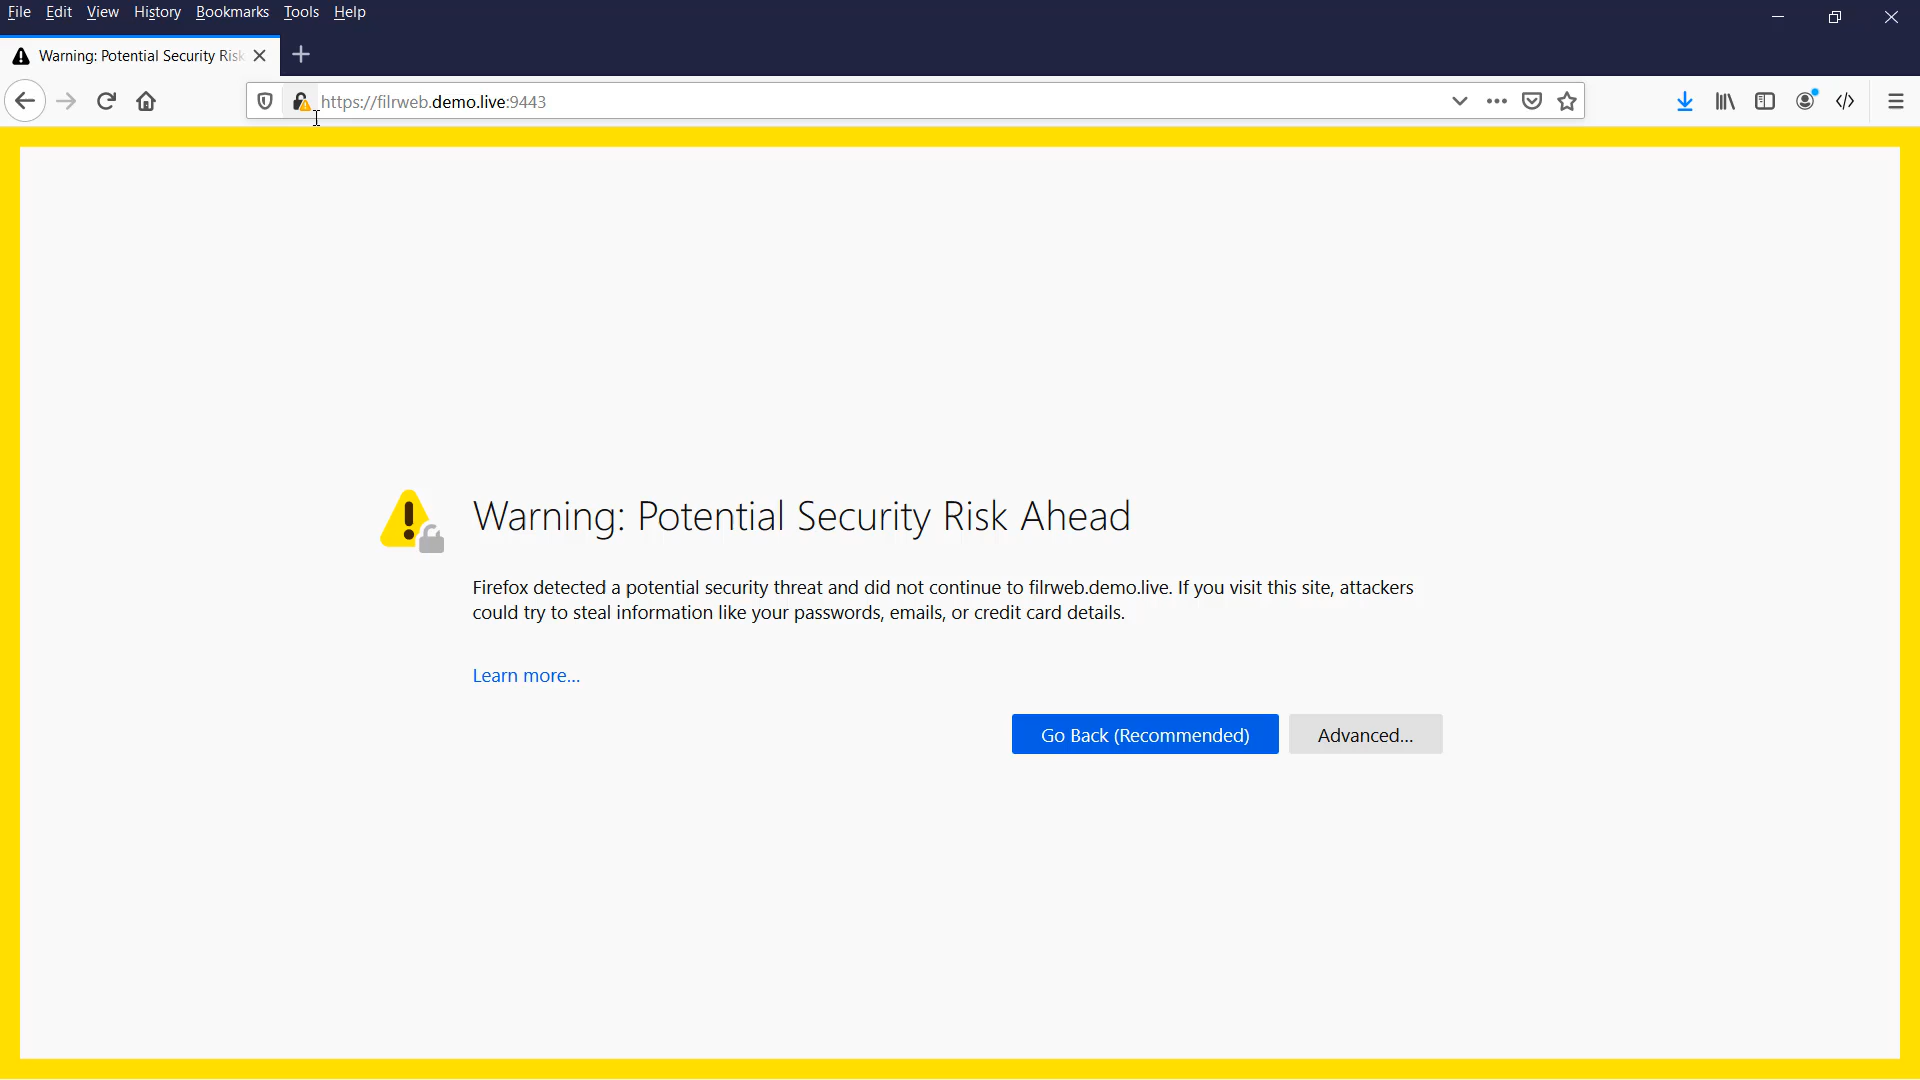 File Edit View History Bookmarks Tools Help
Warning: Potential Security Risk
https://filrweb.demo.live:9443
Warning: Potential Security Risk Ahead
Firefox detected a potential security threat and did not continue to filrweb.demo.live. If you visit this site, attackers
could try to steal information like your passwords, emails, or credit card details.
Learn more...
Go Back (Recommended) Advanced...